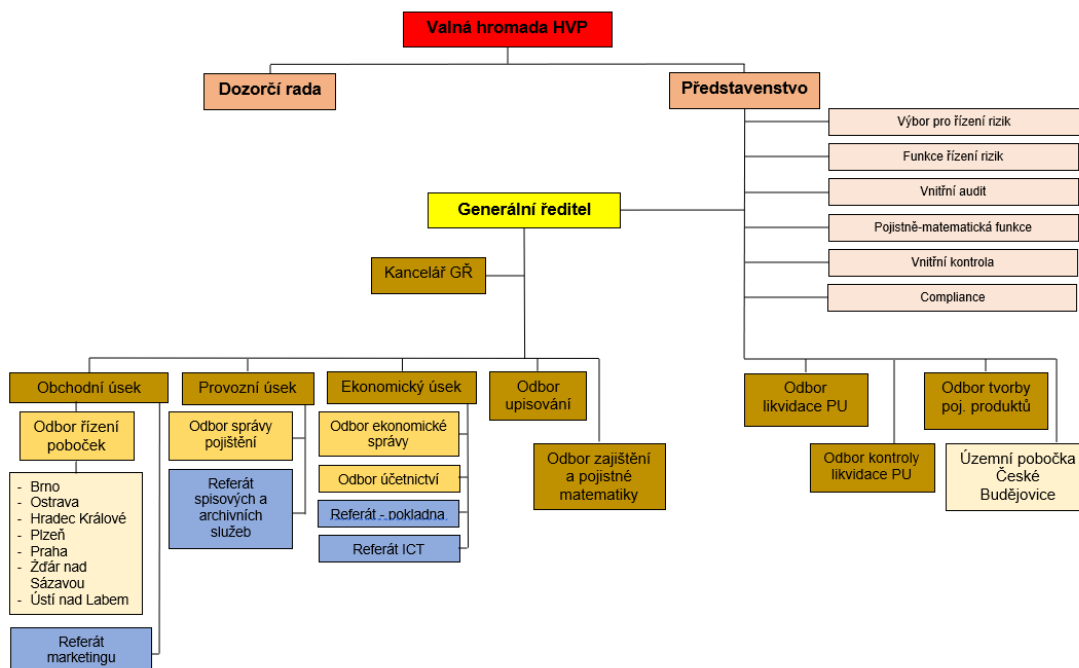 Valná hromada HVP
Dozorčí rada
Představenstvo
Výbor pro řízení rizik
Funkce řízení rizik
Vnitřní audit
Generální ředitel
Pojistně-matematická funkce
Vnitřní kontrola
Kancelář GŘ
Compliance
Obchodní úsek
Provozní úsek
Ekonomický úsek
Odbor
upisování
Odbor
likvidace PU
Odbor tvorby
poj. produktů
Odbor řízení
poboček
Odbor správy
pojištění
Odbor ekonomické
správy
Odbor zajištění
a pojistné
matematiky
Odbor kontroly
likvidace PU
Územní pobočka
České
Budějovice
- Brno
- Ostrava
- Hradec Králové
- Plzeň
- Praha
- Žďár nad
Sázavou
- Ústí nad Labem
Referát
spisových a
archivních
služeb
Odbor účetnictví
Referát - pokladna
Referát ICT
Referát
marketingu